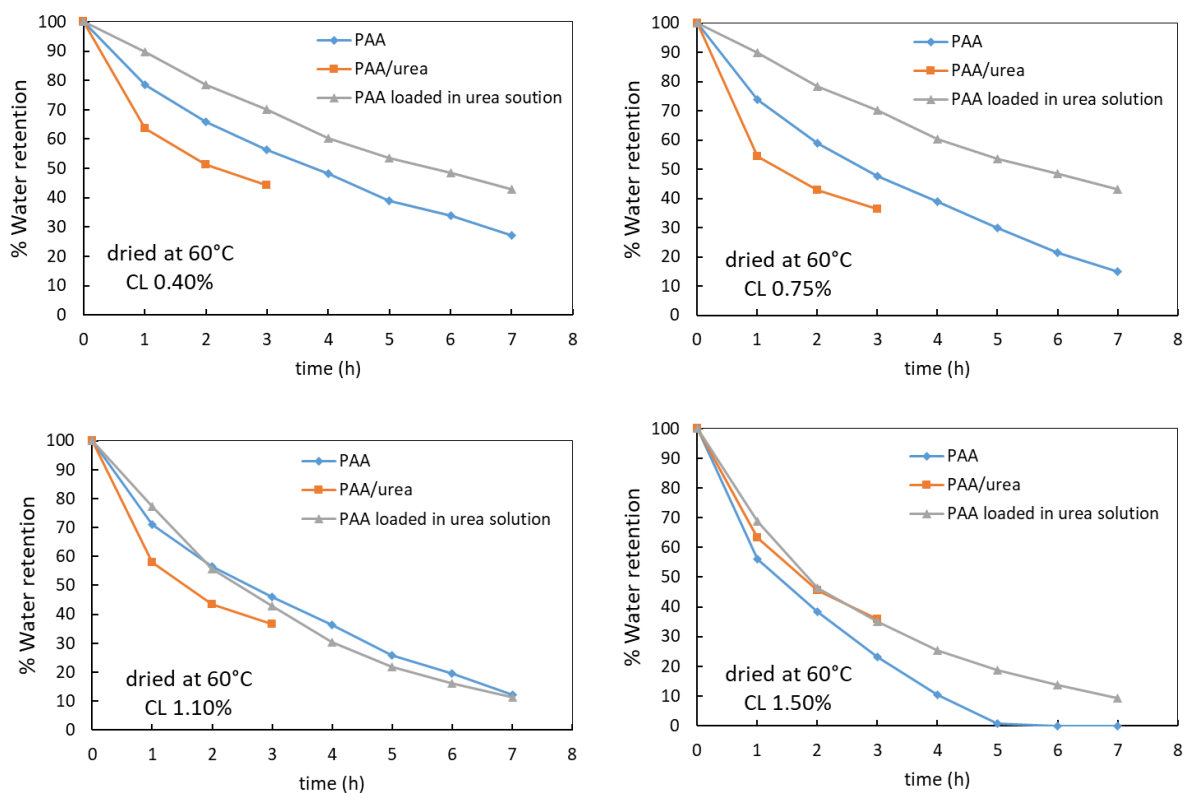 100
90
80
70
60
50
40
30
20
10
0
% Water retention
PAA
PAA/urea
PAA loaded in urea soution
dried at 60°C
CL 0.40%
0 1 2 3 4 5 6 7 8
time (h)
100
90
80
70
60
50
40
30
20
10
0
% Water retention
PAA
PAA/urea
PAA loaded in urea solution
dried at 60°C
CL 0.75%
0 1 2 3 4 5 6 7 8
time (h)
100
90
80
70
60
50
40
30
20
10
0
% Water retention
PAA
PAA/urea
PAA loaded in urea solution
dried at 60°C
CL 1.10%
0 1 2 3 4 5 6 7 8
time (h)
100
90
80
70
60
50
40
30
20
10
0
% Water retention
PAA
PAA/urea
PAA loaded in urea solution
dried at 60°C
CL 1.50%
0 1 2 3 4 5 6 7 8
time (h)